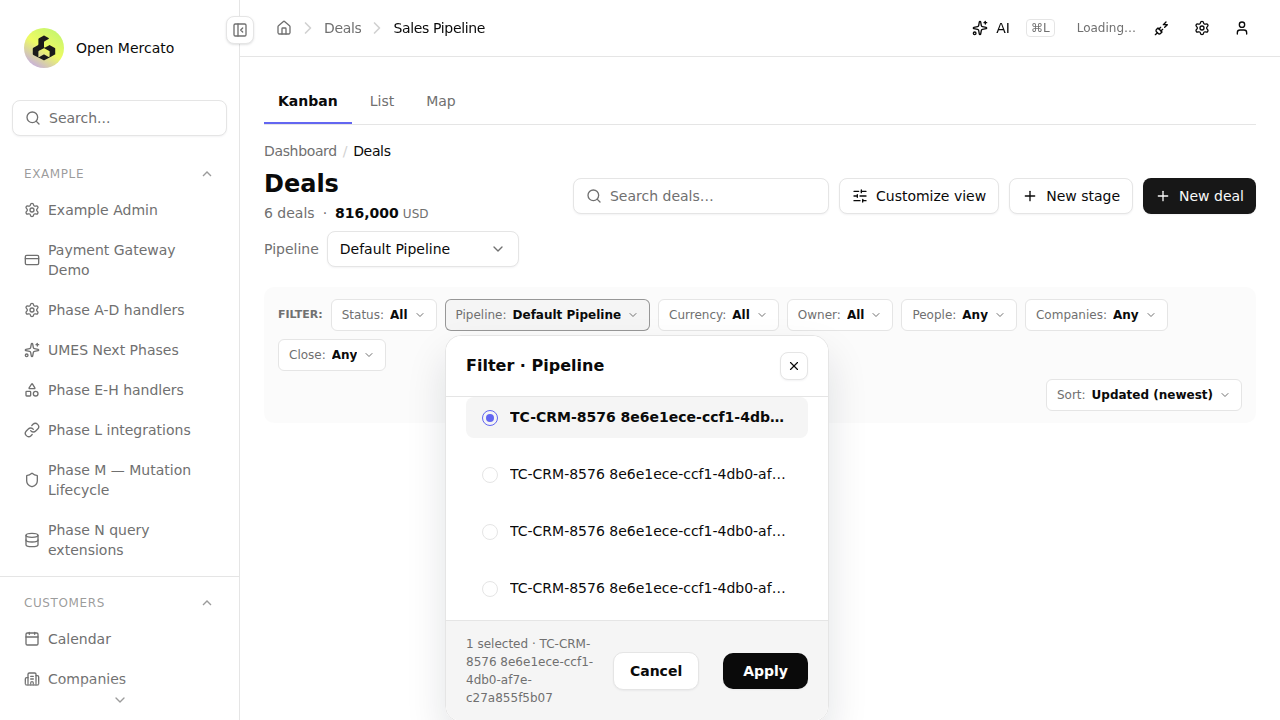 Open Mercato
Search...
EXAMPLE
Example Admin
Payment Gateway
Demo
Phase A-D handlers
UMES Next Phases
Phase E-H handlers
Phase L integrations
Phase M — Mutation
Lifecycle
Phase N query
extensions
CUSTOMERS
Calendar
Companies
Deals
Sales Pipeline
AI
⌘L
Loading...
Kanban
List
Map
Dashboard / Deals
Deals
6 deals · 816,000 USD
Search deals...
Customize view
New stage
New deal
Pipeline
Default Pipeline
FILTER:
Status: All
Pipeline: Default Pipeline
Currency: All
Owner: All
People: Any
Companies: Any
Close: Any
Sort: Updated (newest)
Filter · Pipeline
TC-CRM-8576 8e6e1ece-ccf1-4db...
TC-CRM-8576 8e6e1ece-ccf1-4db0-af...
TC-CRM-8576 8e6e1ece-ccf1-4db0-af...
TC-CRM-8576 8e6e1ece-ccf1-4db0-af...
1 selected · TC-CRM-
8576 8e6e1ece-ccf1-
4db0-af7e-
c27a855f5b07
Cancel
Apply